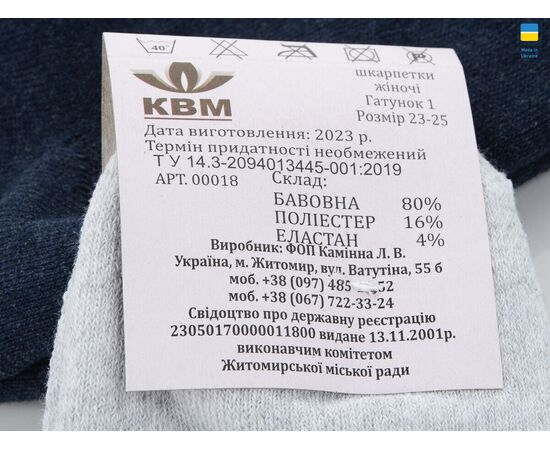 40°
Made in
Ukraine
шкарпетки
жіночі
Гатунок 1
Розмір 23-25
КВМ
Дата виготовлення: 2023 р.
Термін придатності необмежений
Т У 14.3-2094013445-001:2019
АРТ. 00018 Склад:
БАВОВНА 80%
ПОЛІЕСТЕР 16%
ЕЛАСТАН 4%
Виробник: ФОП Камінна Л. В.
Україна, м. Житомир, вул. Ватутіна, 55 б
моб. +38 (097) 485- 52
моб. +38 (067) 722-33-24
Свідоцтво про державну реєстрацію
23050170000011800 видане 13.11.2001р.
виконавчим комітетом
Житомирської міської ради